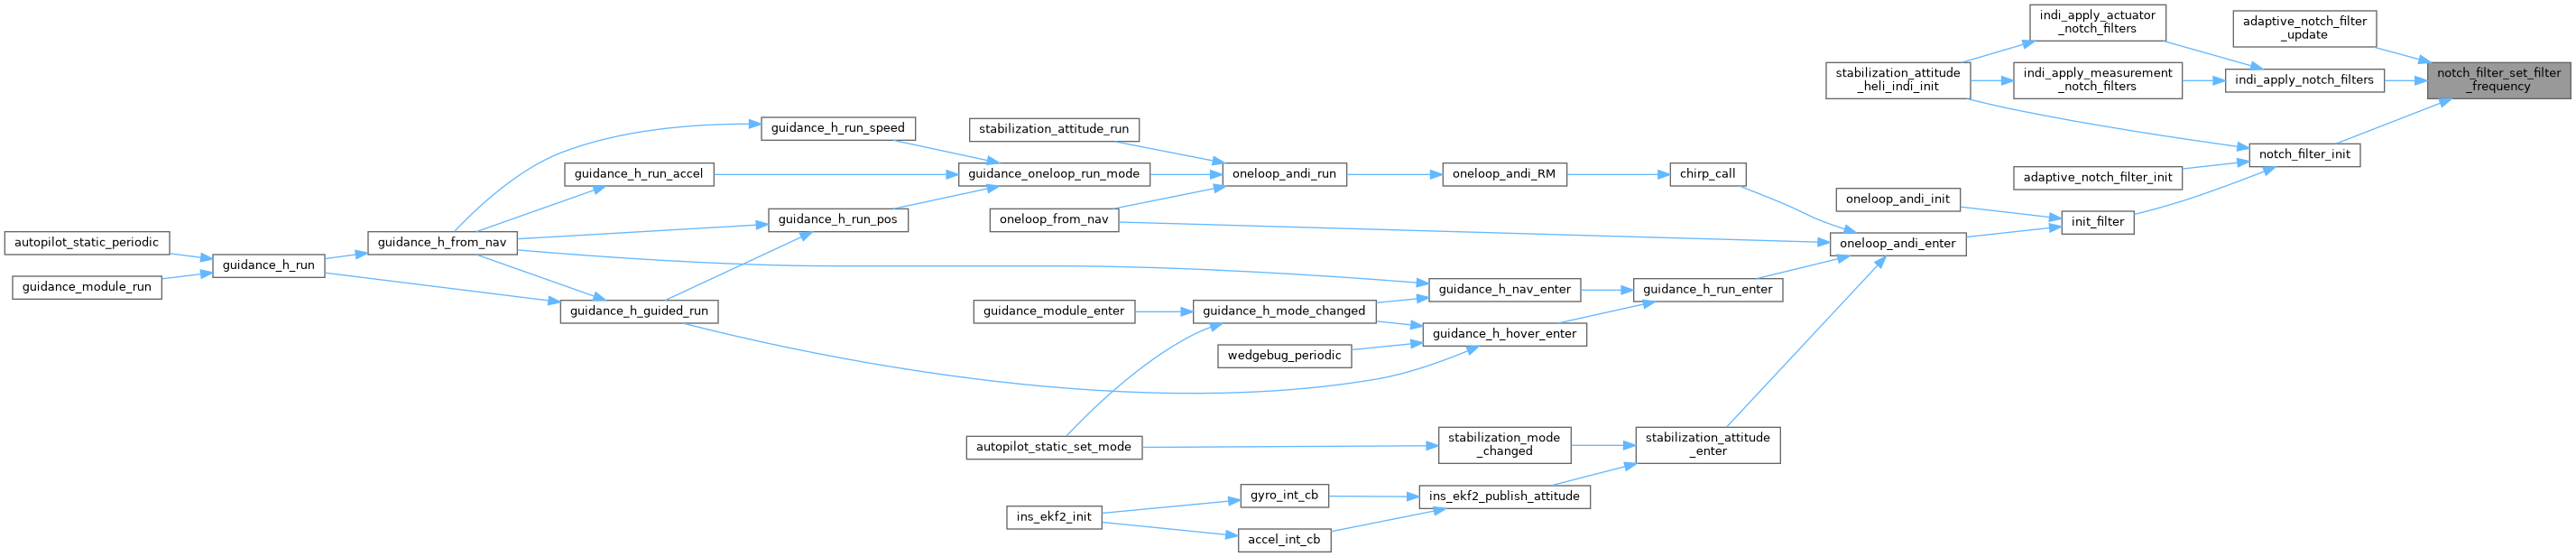 indi_apply_actuator
_notch_filters
adaptive_notch_filter
_update
stabilization_attitude
_heli_indi_init
indi_apply_measurement
_notch_filters
indi_apply_notch_filters
notch_filter_set_filter
_frequency
guidance_h_run_speed
stabilization_attitude_run
notch_filter_init
guidance_h_run_accel
guidance_oneloop_run_mode
oneloop_andi_run
oneloop_andi_RM
chirp_call
adaptive_notch_filter_init
oneloop_andi_init
guidance_h_run_pos
oneloop_from_nav
init_filter
autopilot_static_periodic
guidance_h_from_nav
oneloop_andi_enter
guidance_h_run
guidance_module_run
guidance_h_nav_enter
guidance_h_run_enter
guidance_h_guided_run
guidance_module_enter
guidance_h_mode_changed
guidance_h_hover_enter
wedgebug_periodic
autopilot_static_set_mode
stabilization_mode
_changed
stabilization_attitude
_enter
gyro_int_cb
ins_ekf2_publish_attitude
ins_ekf2_init
accel_int_cb